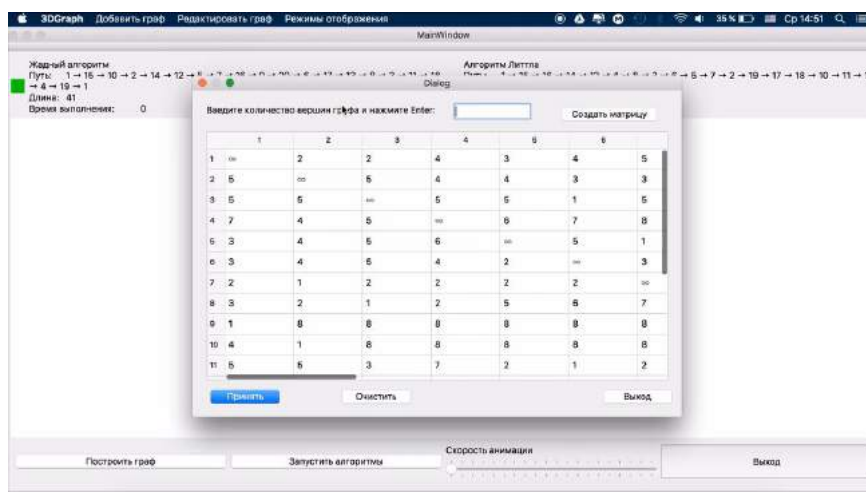 3DGraph Добавить граф Редактировать граф Режимы отображения 35% Ср 14:51
MainWindow
Жадный алгоритм
Алгоритм Литтла
Путь: 1 → 16 → 10 → 2 → 14 → 12 →
→ 5 → 7 → 2 → 19 → 17 → 18 → 10 → 11 →
→ 4 → 19 → 1
Длина: 41
Время выполнения: 0
Dialog
Введите количество вершин графа и нажмите Enter:
Создать матрицу
1 2 3 4 5 6
1 ∞ 2 2 4 3 4 5
2 5 ∞ 5 4 4 3 3
3 5 5 ∞ 5 5 1 5
4 7 4 5 ∞ 6 7 8
5 3 4 5 6 ∞ 5 1
6 3 4 5 4 2 ∞ 3
7 2 1 2 2 2 2 ∞
8 3 2 1 2 5 6 7
9 1 8 8 8 8 8 8
10 4 1 8 8 8 8 8
11 5 5 3 7 2 1 2
Принять Очистить Выход
Скорость анимации
Построить граф Запустить алгоритмы Выход